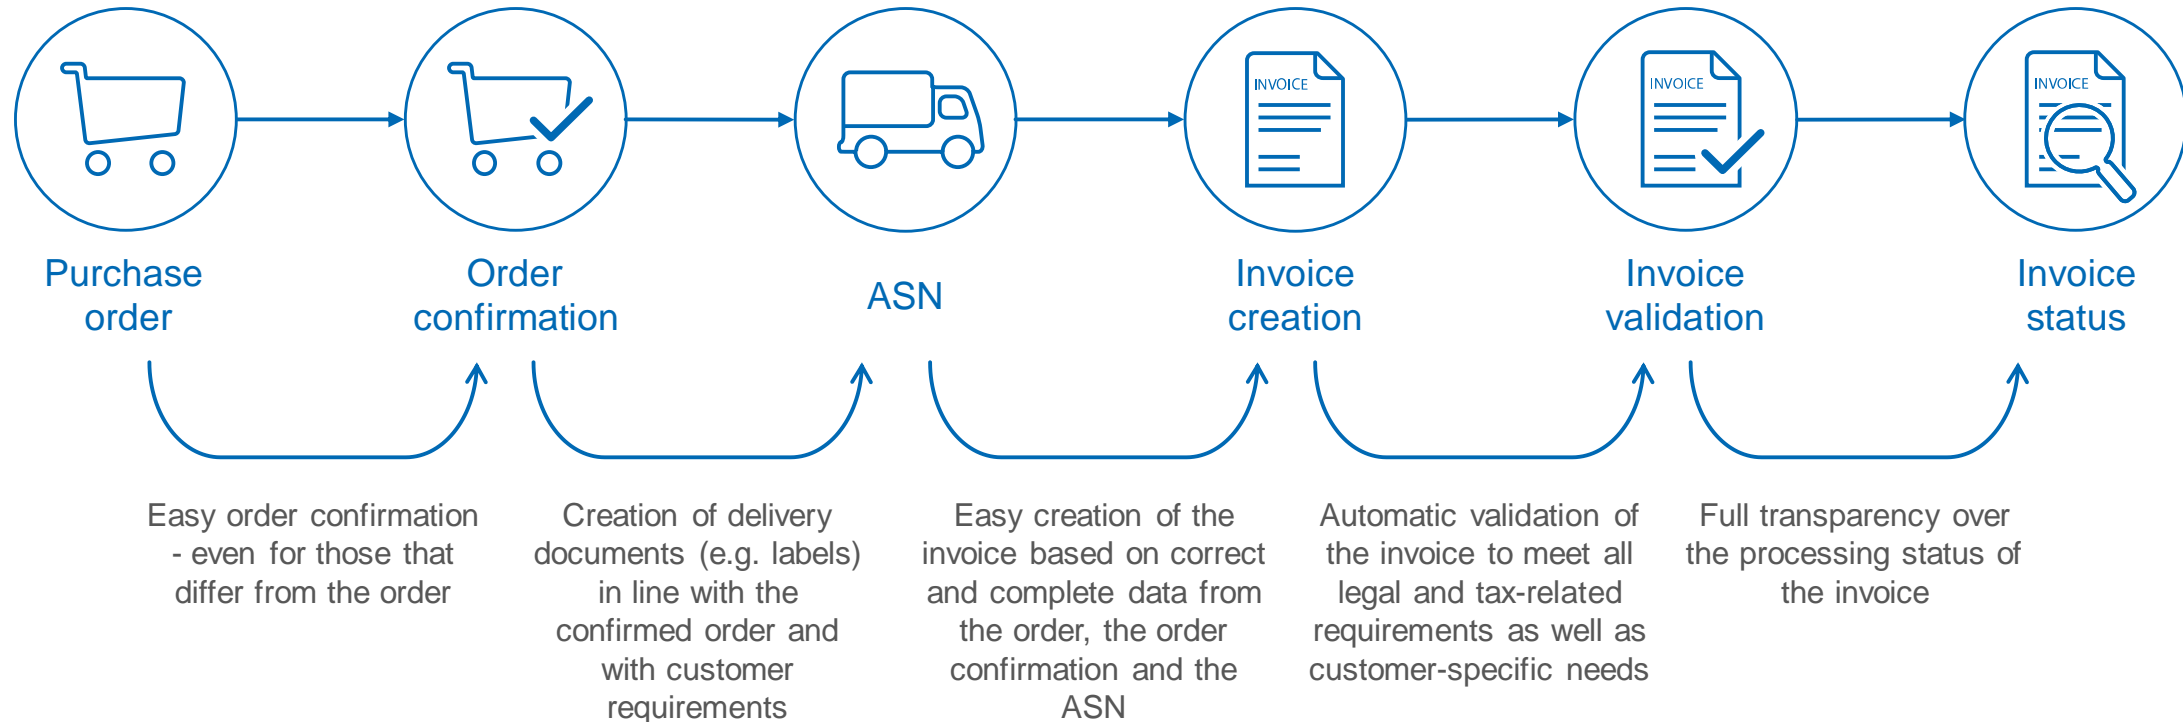 INVOICE
INVOICE
INVOICE
Purchase
order
Order
confirmation
ASN
Invoice
creation
Invoice
validation
Invoice
status
Easy order confirmation
- even for those that
differ from the order
Creation of delivery
documents (e.g. labels)
in line with the
confirmed order and
with customer
requirements
Easy creation of the
invoice based on correct
and complete data from
the order, the order
confirmation and the
ASN
Automatic validation of
the invoice to meet all
legal and tax-related
requirements as well as
customer-specific needs
Full transparency over
the processing status of
the invoice